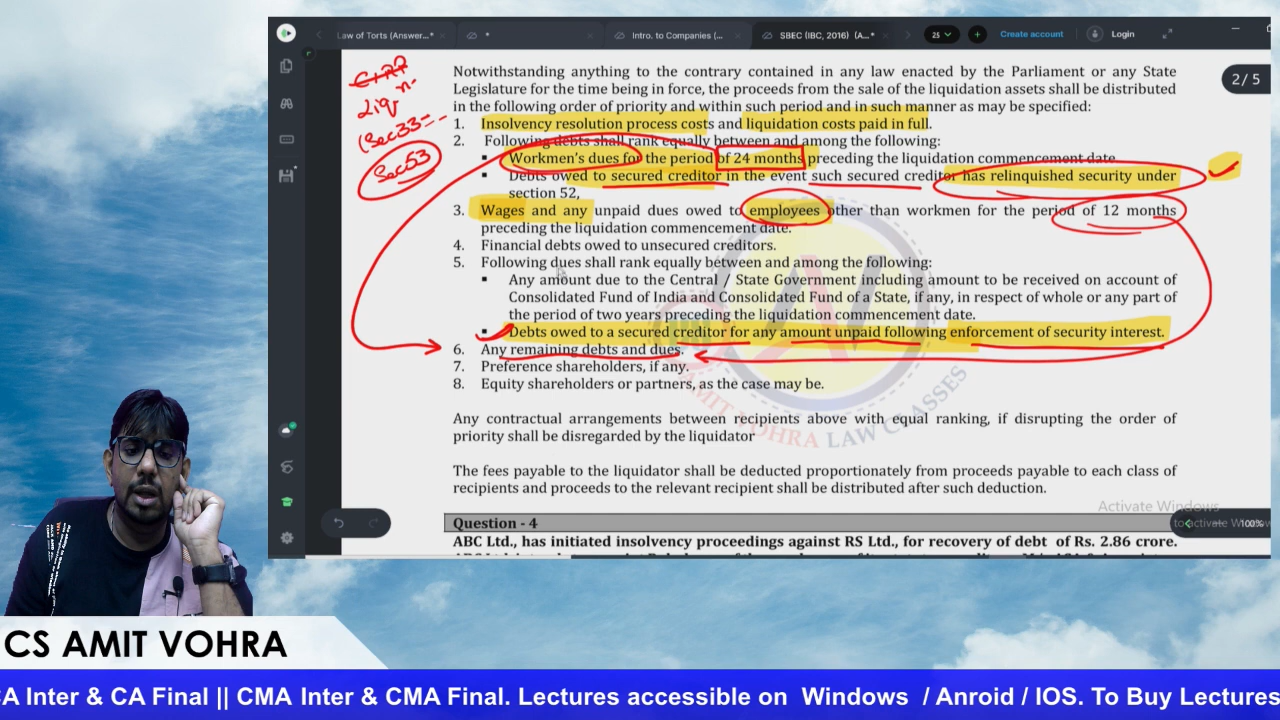 Law of Torts (Answer...*
*
Intro. to Companies (...
SBEC (IBC, 2016) (A...*
25
Create account
Login
2 / 5
CIRP
Liqn
(Sec33--
Sec53
Notwithstanding anything to the contrary contained in any law enacted by the Parliament or any State
Legislature for the time being in force, the proceeds from the sale of the liquidation assets shall be distributed
in the following order of priority and within such period and in such manner as may be specified:
1. Insolvency resolution process costs and liquidation costs paid in full.
2. Following debts shall rank equally between and among the following:
▪ Workmen's dues for the period of 24 months preceding the liquidation commencement date
▪ Debts owed to secured creditor in the event such secured creditor has relinquished security under
section 52,
3. Wages and any unpaid dues owed to employees other than workmen for the period of 12 months
preceding the liquidation commencement date.
4. Financial debts owed to unsecured creditors.
5. Following dues shall rank equally between and among the following:
▪ Any amount due to the Central / State Government including amount to be received on account of
Consolidated Fund of India and Consolidated Fund of a State, if any, in respect of whole or any part of
the period of two years preceding the liquidation commencement date.
▪ Debts owed to a secured creditor for any amount unpaid following enforcement of security interest.
6. Any remaining debts and dues.
7. Preference shareholders, if any.
8. Equity shareholders or partners, as the case may be.
Any contractual arrangements between recipients above with equal ranking, if disrupting the order of
priority shall be disregarded by the liquidator
The fees payable to the liquidator shall be deducted proportionately from proceeds payable to each class of
recipients and proceeds to the relevant recipient shall be distributed after such deduction.
AMIT VOHRA LAW CLASSES
Activate Windows
to activate Windo
100%
Question - 4
ABC Ltd., has initiated insolvency proceedings against RS Ltd., for recovery of debt of Rs. 2.86 crore.
CS AMIT VOHRA
CA Inter & CA Final || CMA Inter & CMA Final. Lectures accessible on Windows / Anroid / IOS. To Buy Lectures